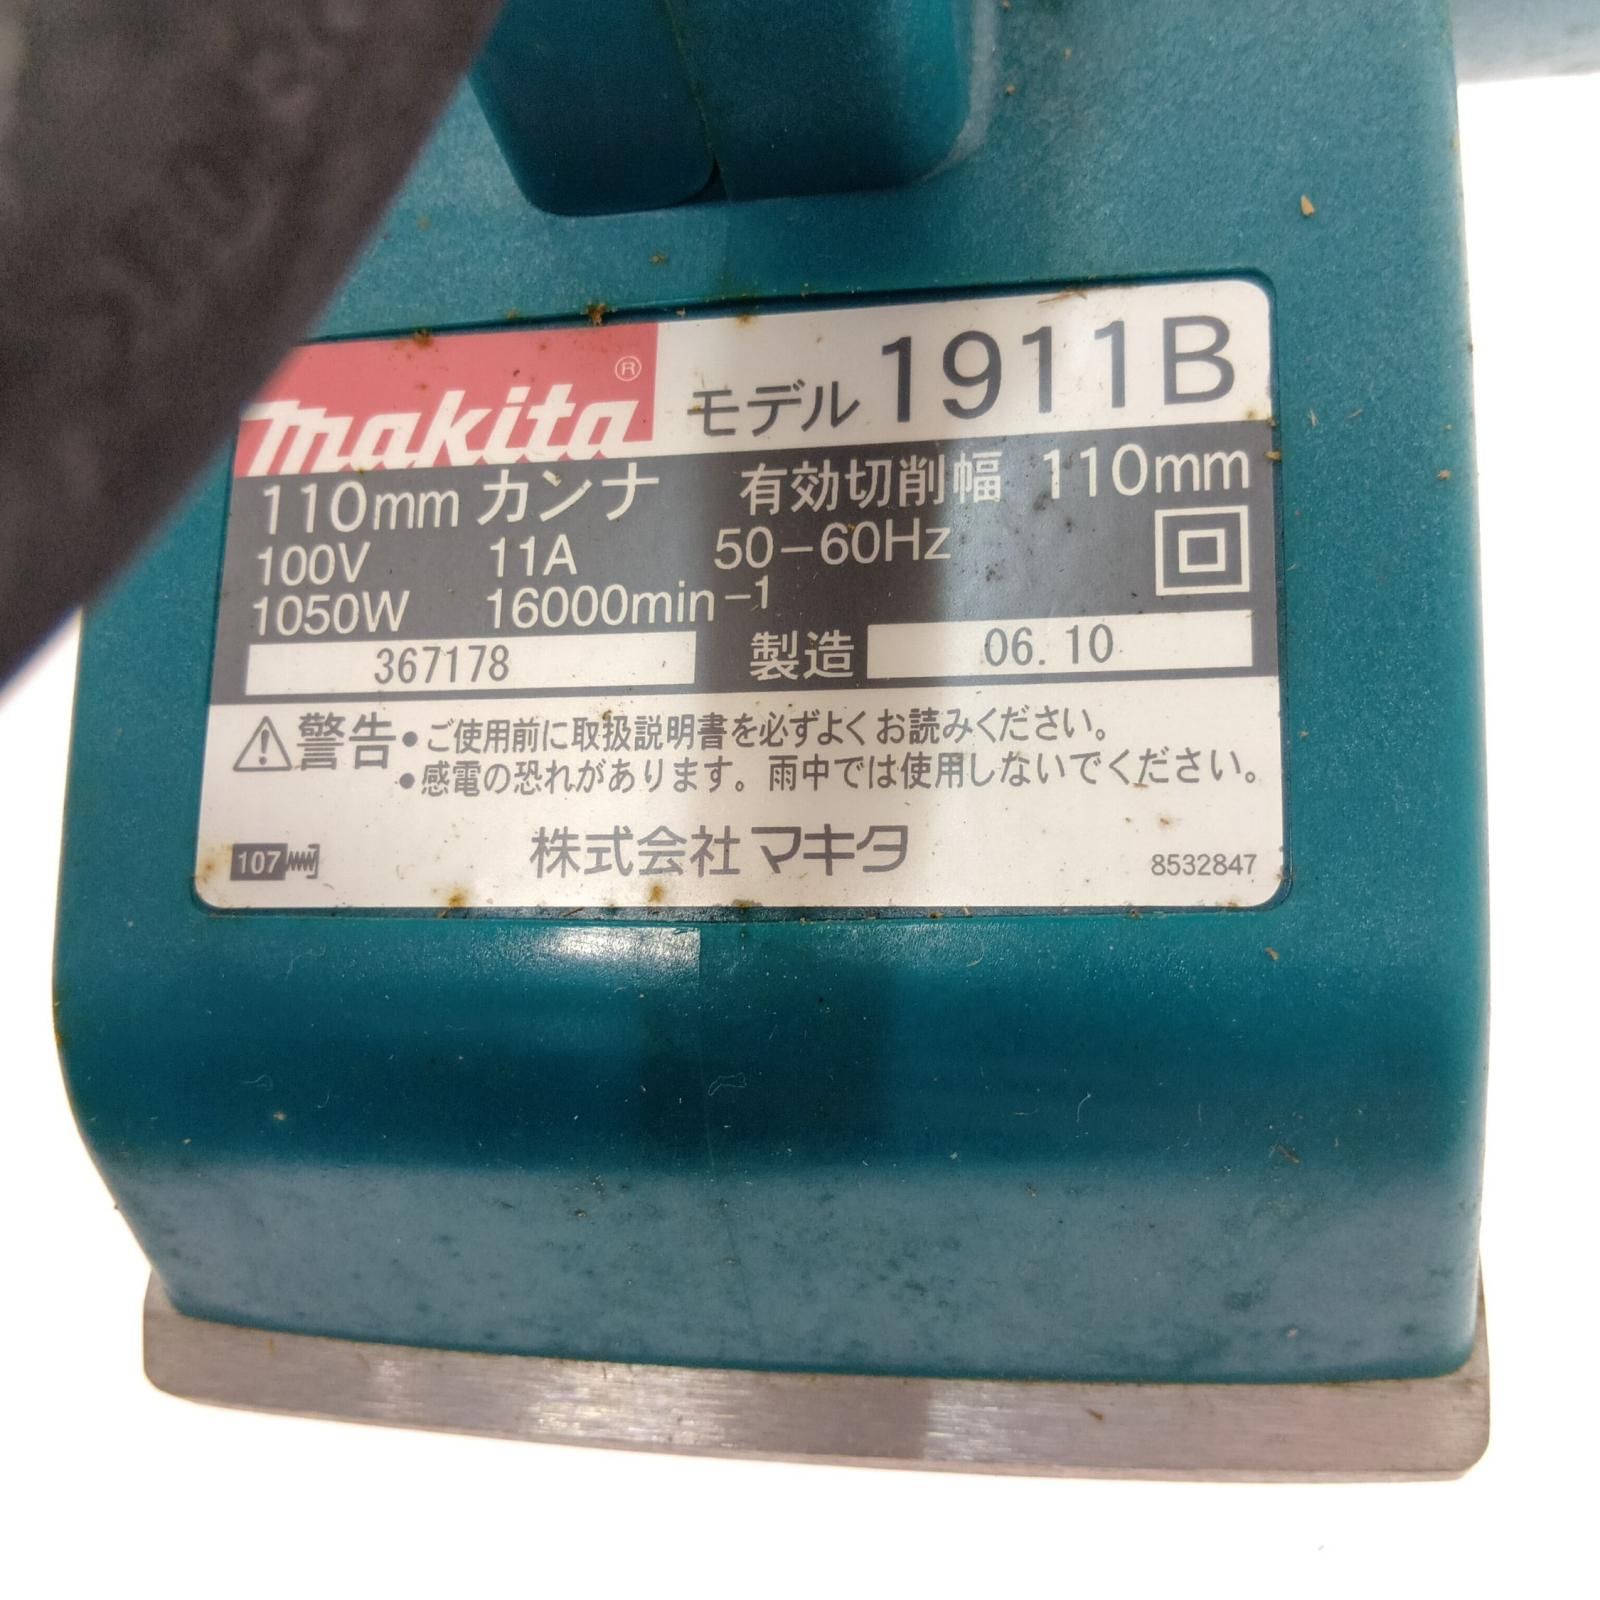 makita®
モデル 1911B
110mm カンナ 有効切削幅 110mm
100V 11A 50-60Hz
1050W 16000min⁻¹
367178 製造 06.10
警告 •ご使用前に取扱説明書を必ずよくお読みください。
•感電の恐れがあります。雨中では使用しないでください。
107 株式会社マキタ 8532847